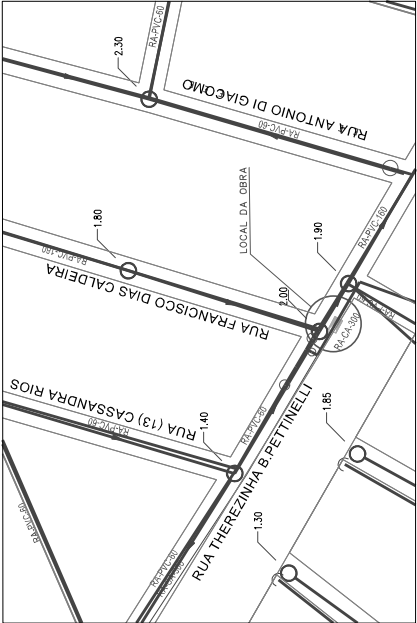 RA-PVC-60
2.30
RUA ANTONIO DI GIACOMO
RA-PVC-60
LOCAL DA OBRA
1.80
RA-PVC-160
RUA FRANCISCO DIAS CALDEIRA
1.90
RA-PVC-160
2.00
RA-CA-300
RUA (13) CASSANDRA RIOS
RA-PVC-60
1.40
RA-PVC-60
RUA THEREZINHA B.PETTINELLI
1.85
RA-PVC-60
RA-PVC-60
1.30